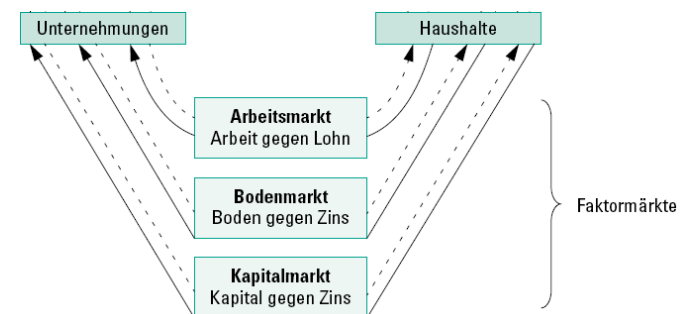 Unternehmungen
Haushalte
Arbeitsmarkt
Arbeit gegen Lohn
Bodenmarkt
Boden gegen Zins
Faktormärkte
Kapitalmarkt
Kapital gegen Zins